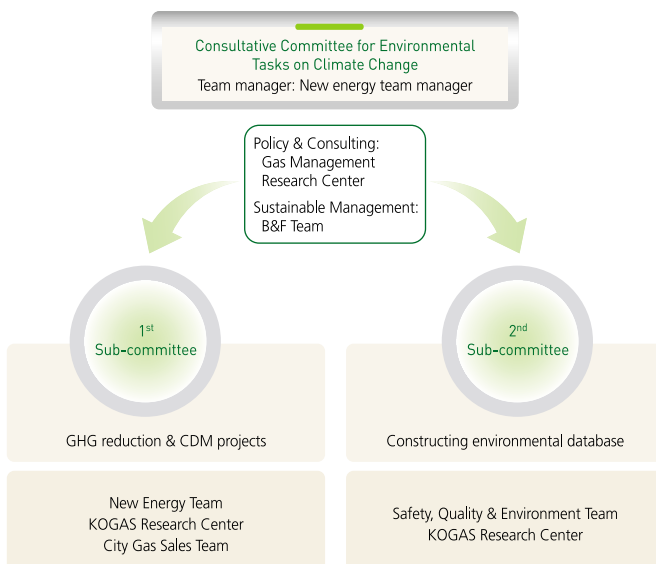 Consultative Committee for Environmental
Tasks on Climate Change
Team manager: New energy team manager
Policy & Consulting:
Gas Management
Research Center
Sustainable Management:
B&F Team
1st
Sub-committee
GHG reduction & CDM projects
New Energy Team
KOGAS Research Center
City Gas Sales Team
2nd
Sub-committee
Constructing environmental database
Safety, Quality & Environment Team
KOGAS Research Center